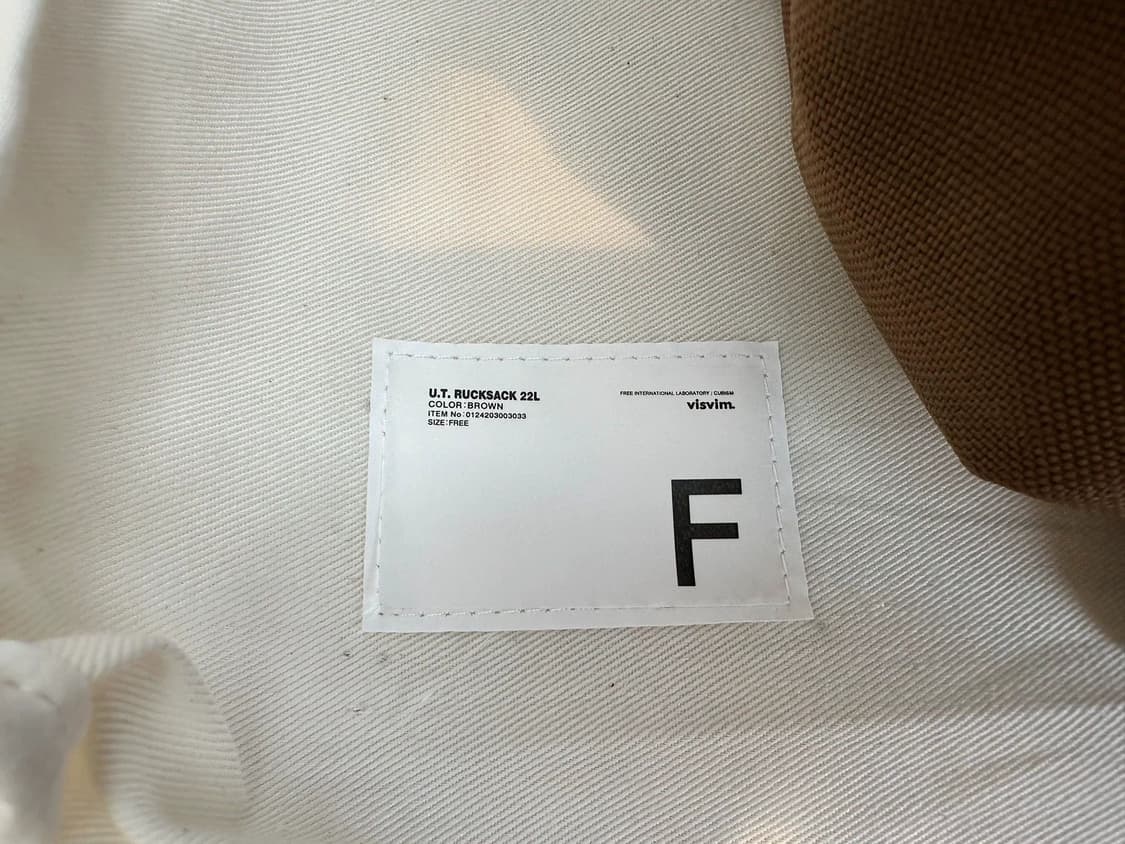 U.T. RUCKSACK 22L
COLOR:BROWN
ITEM No:0124203003033
SIZE:FREE
FREE INTERNATIONAL LABORATORY | CUBISM
visvim.
F